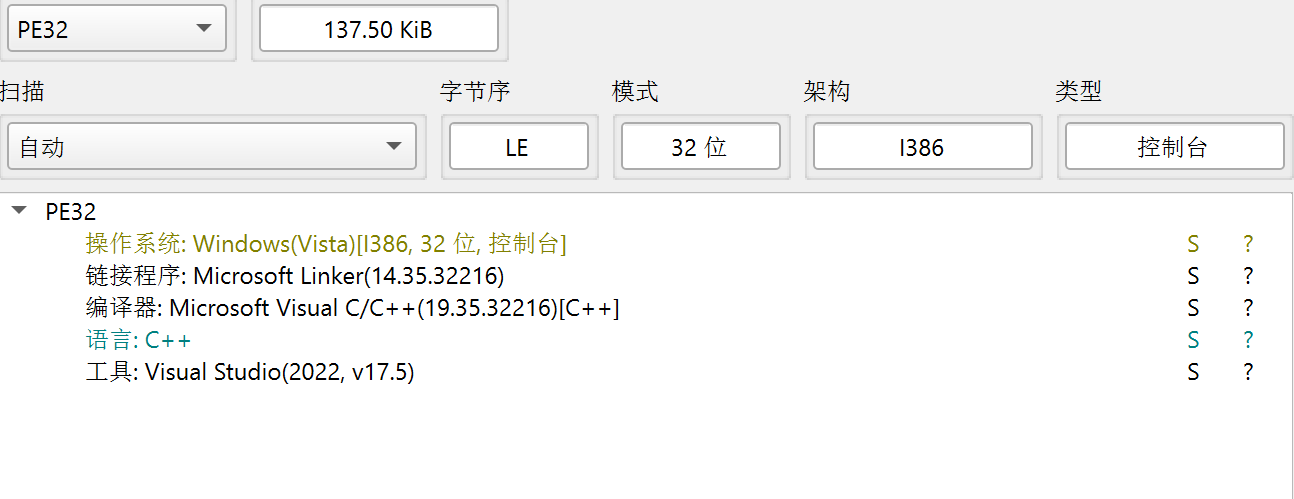 PE32 137.50 KiB
扫描 字节序 模式 架构 类型
自动 LE 32 位 I386 控制台
PE32
操作系统: Windows(Vista)[I386, 32 位, 控制台] S ?
链接程序: Microsoft Linker(14.35.32216) S ?
编译器: Microsoft Visual C/C++(19.35.32216)[C++] S ?
语言: C++ S ?
工具: Visual Studio(2022, v17.5) S ?